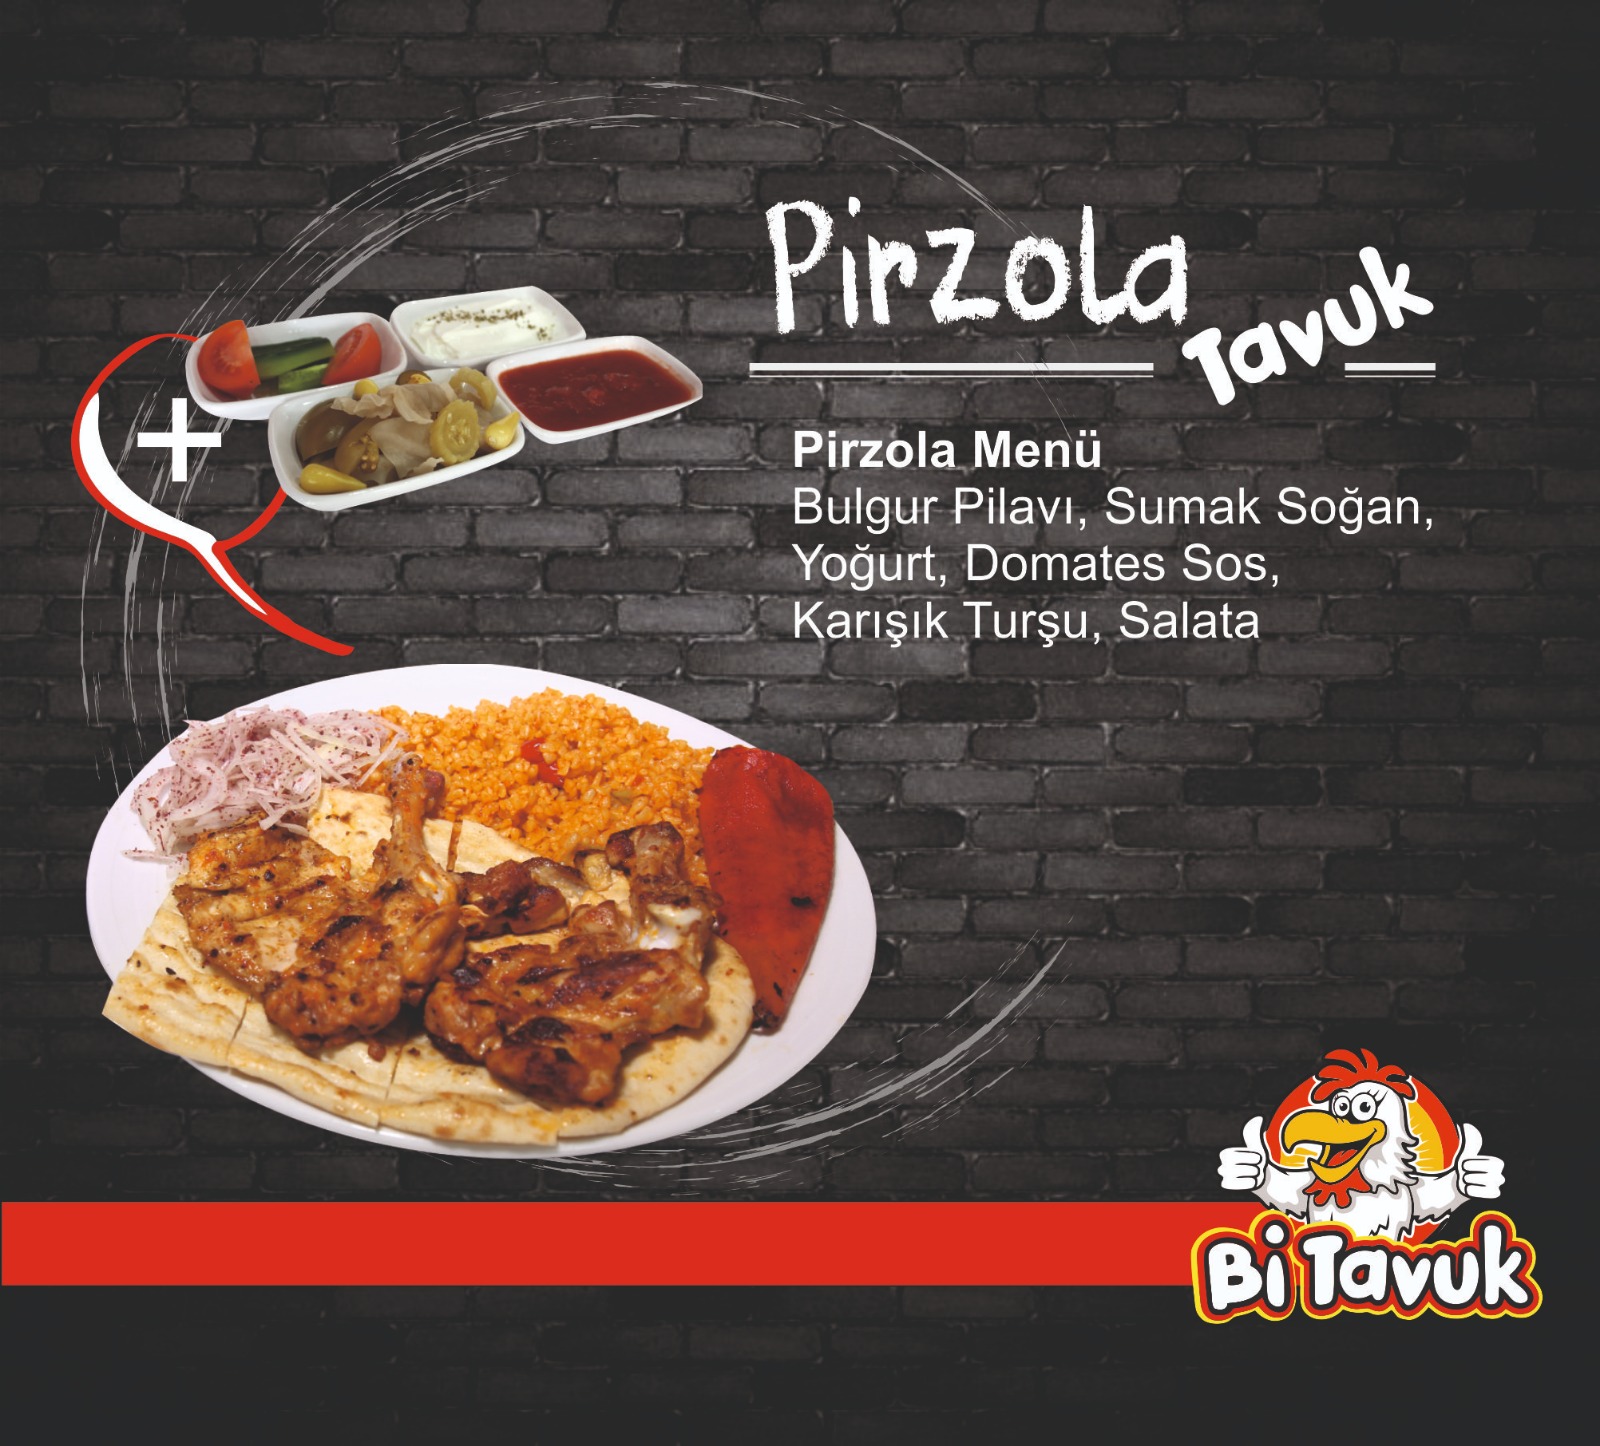 Pirzola
Tavuk
Pirzola Menü
Bulgur Pilavı, Sumak Soğan,
Yoğurt, Domates Sos,
Karışık Turşu, Salata
Bi Tavuk